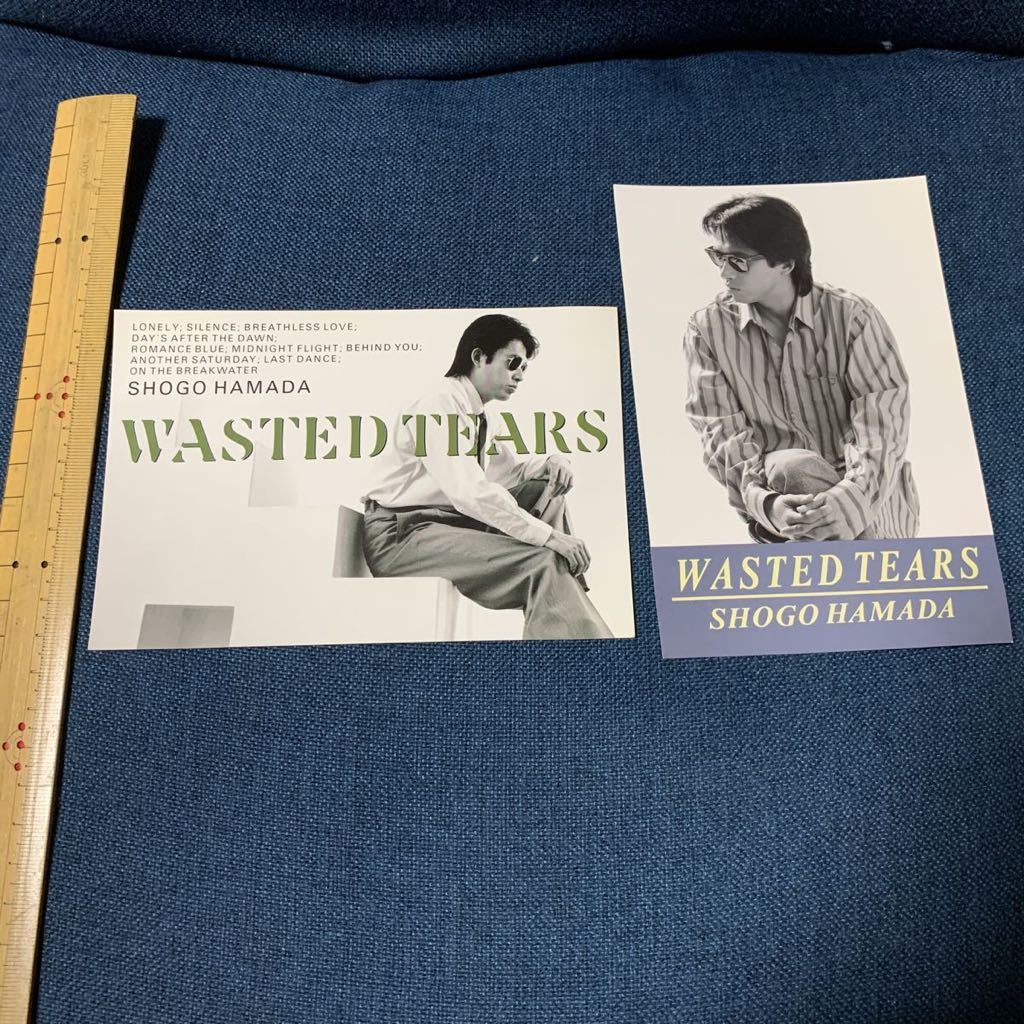 LONELY; SILENCE; BREATHLESS LOVE;
DAY'S AFTER THE DAWN;
ROMANCE BLUE; MIDNIGHT FLIGHT; BEHIND YOU;
ANOTHER SATURDAY; LAST DANCE;
ON THE BREAKWATER
SHOGO HAMADA
WASTED TEARS
WASTED TEARS
SHOGO HAMADA